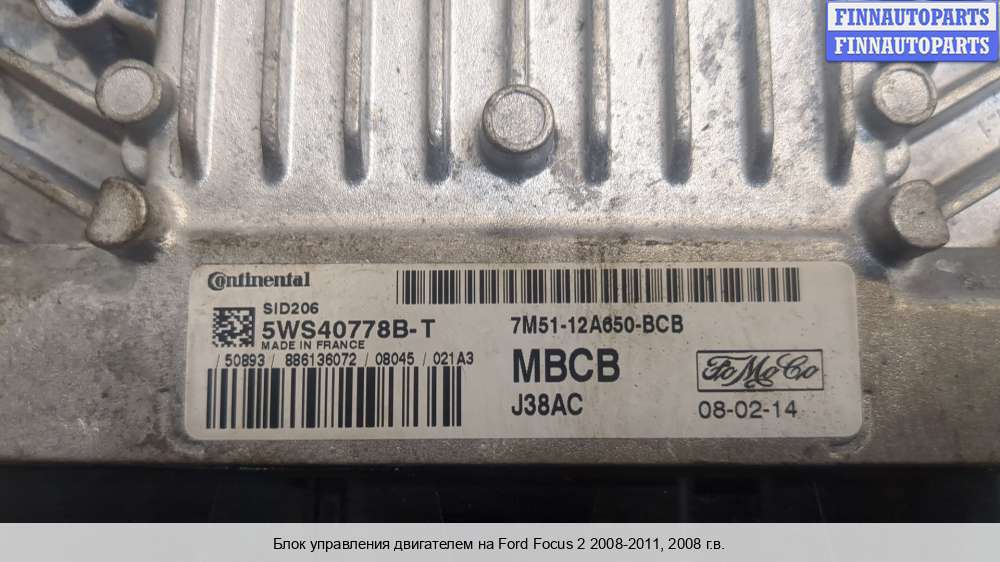 FINNAUTOPARTS
FINNAUTOPARTS
Continental
SID206
5WS40778B-T
MADE IN FRANCE
/ 50893 / 886136072 / 08045 / 021A3
7M51-12A650-BCB
MBCB
J38AC
FoMoCo
08-02-14
Блок управления двигателем на Ford Focus 2 2008-2011, 2008 г.в.